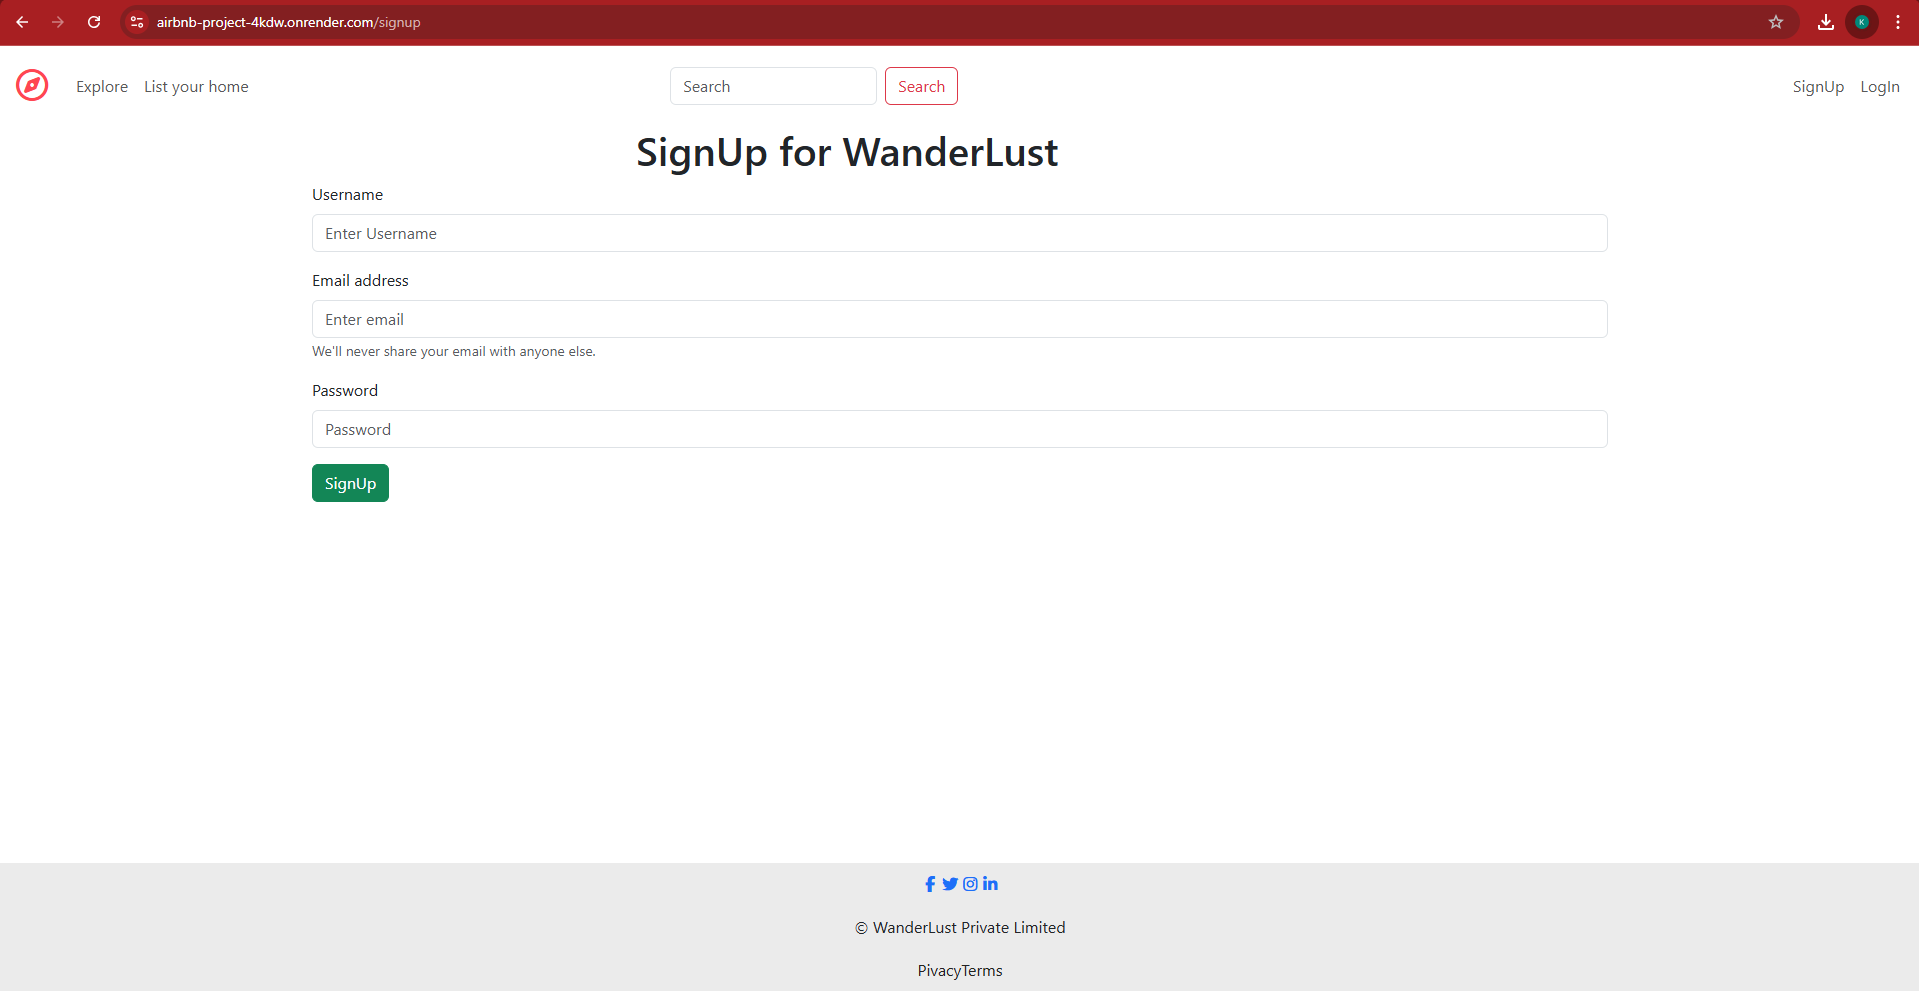 airbnb-project-4kdw.onrender.com/signup
K
Explore List your home Search Search SignUp LogIn
SignUp for WanderLust
Username
Enter Username
Email address
Enter email
We'll never share your email with anyone else.
Password
Password
SignUp
© WanderLust Private Limited
PivacyTerms